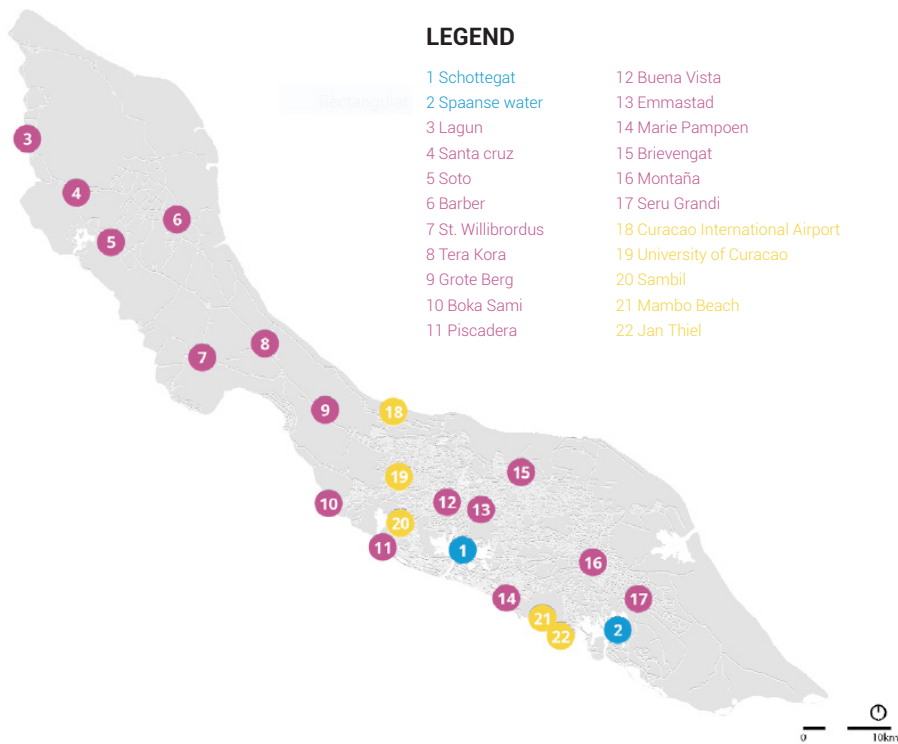 LEGEND
1 Schottegat
2 Spaanse water
3 Lagun
4 Santa cruz
5 Soto
6 Barber
7 St. Willibrordus
8 Tera Kora
9 Grote Berg
10 Boka Sami
11 Piscadera
12 Buena Vista
13 Emmastad
14 Marie Pampoen
15 Brievengat
16 Montaña
17 Seru Grandi
18 Curacao International Airport
19 University of Curacao
20 Sambil
21 Mambo Beach
22 Jan Thiel
Rectangular
3
4
6
5
8
7
9
18
15
19
12
10
13
20
11
1
16
14
17
21
2
22
0 10km